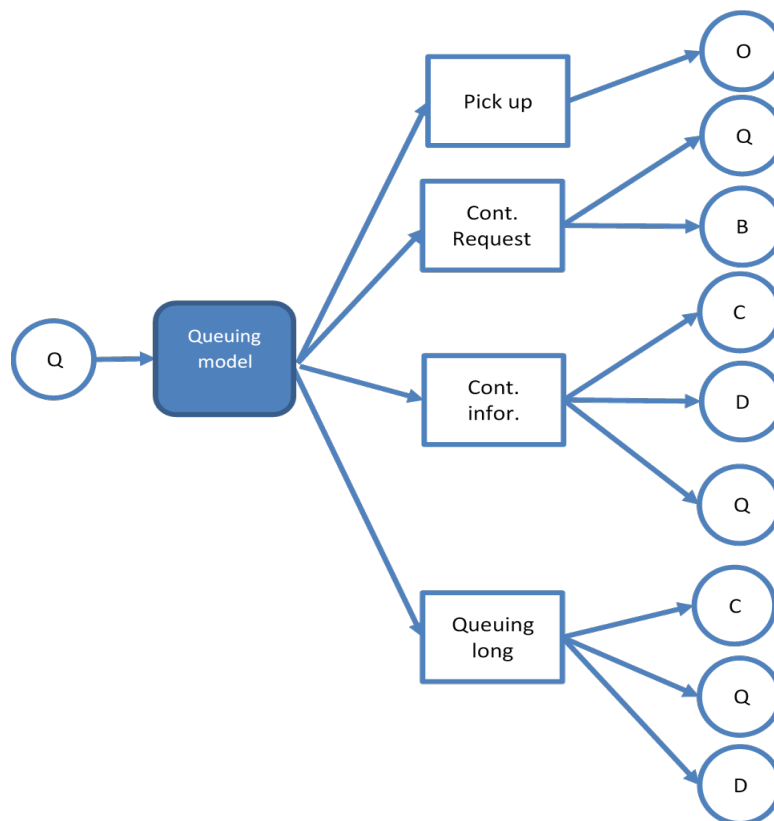 O
Pick up
Q
Cont.
Request
B
C
Queuing
model
Q
Cont.
infor.
D
Q
C
Queuing
long
Q
D